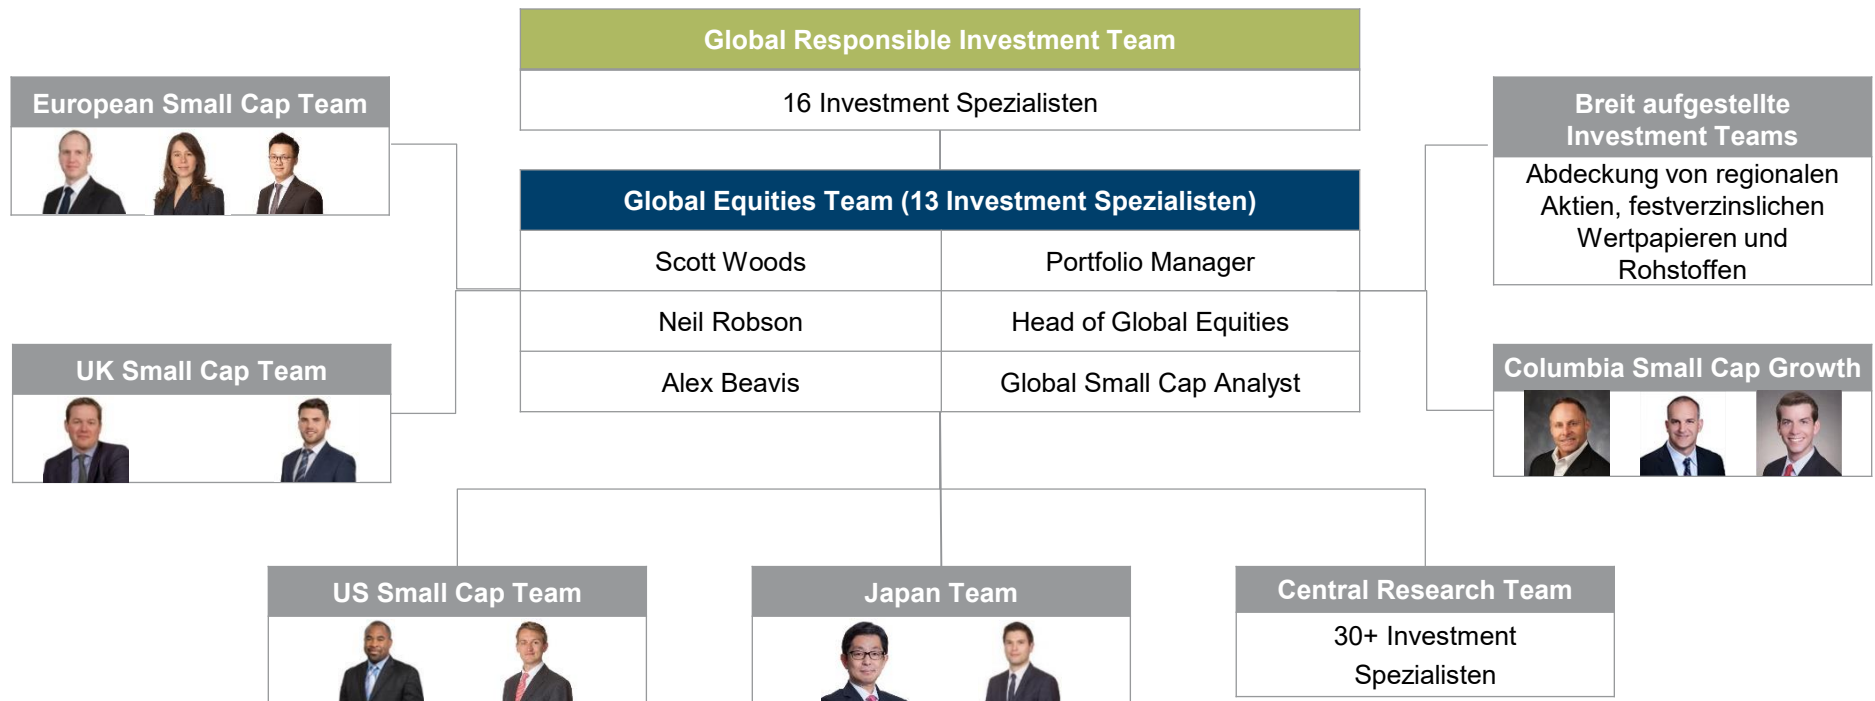 Global Responsible Investment Team
16 Investment Spezialisten
European Small Cap Team
Breit aufgestellte
Investment Teams
Abdeckung von regionalen
Aktien, festverzinslichen
Wertpapieren und
Rohstoffen
Global Equities Team (13 Investment Spezialisten)
Scott Woods
Portfolio Manager
Neil Robson
Head of Global Equities
Alex Beavis
Global Small Cap Analyst
UK Small Cap Team
Columbia Small Cap Growth
US Small Cap Team
Japan Team
Central Research Team
30+ Investment
Spezialisten